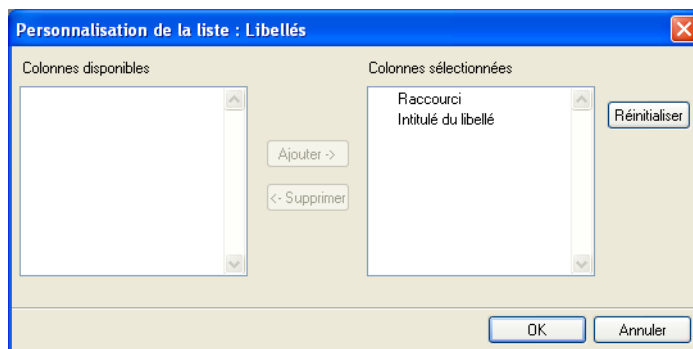 Personnalisation de la liste : Libellés
Colonnes disponibles
Colonnes sélectionnées
Raccourci
Intitulé du libellé
Réinitialiser
Ajouter ->
<- Supprimer
OK
Annuler